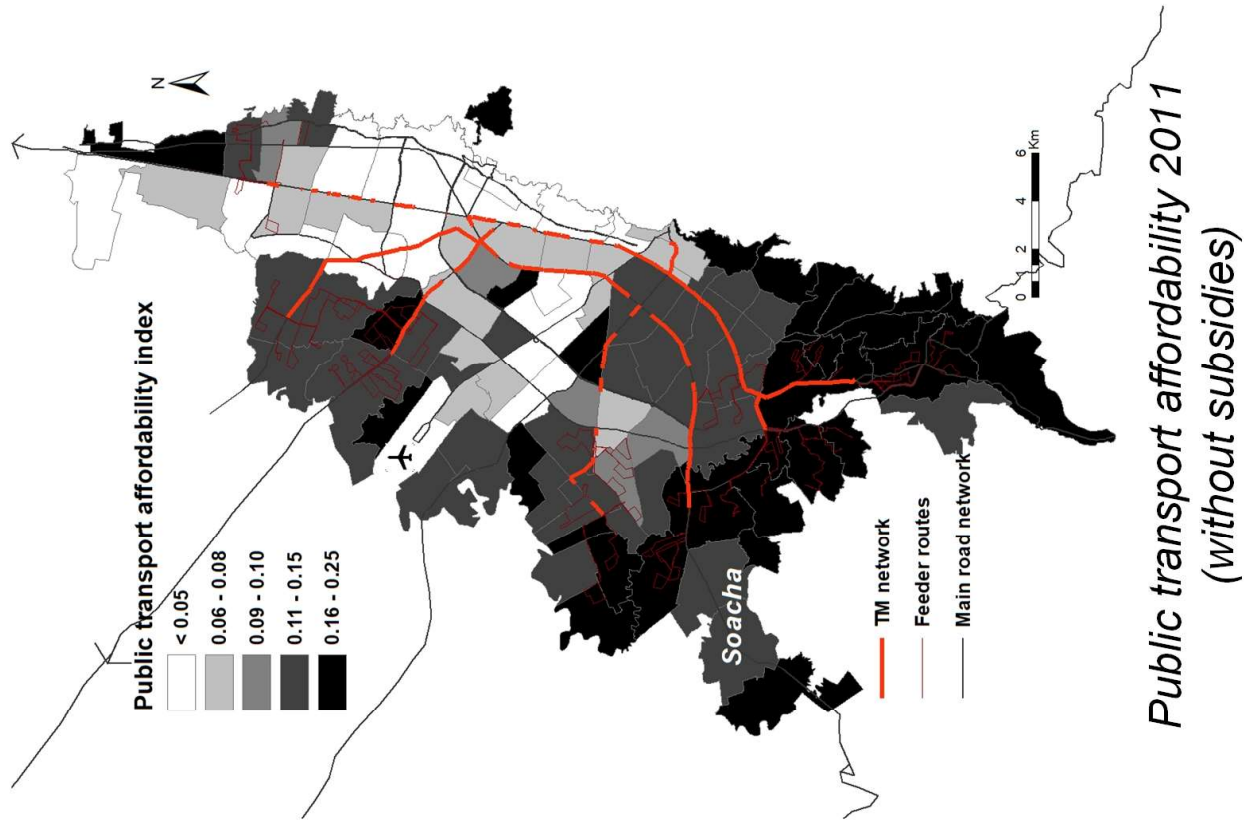 N
Public transport affordability index
< 0.05
0.06 - 0.08
0.09 - 0.10
0.11 - 0.15
0.16 - 0.25
Soacha
TM network
Feeder routes
Main road network
0 2 4 6
Km
Public transport affordability 2011
(without subsidies)